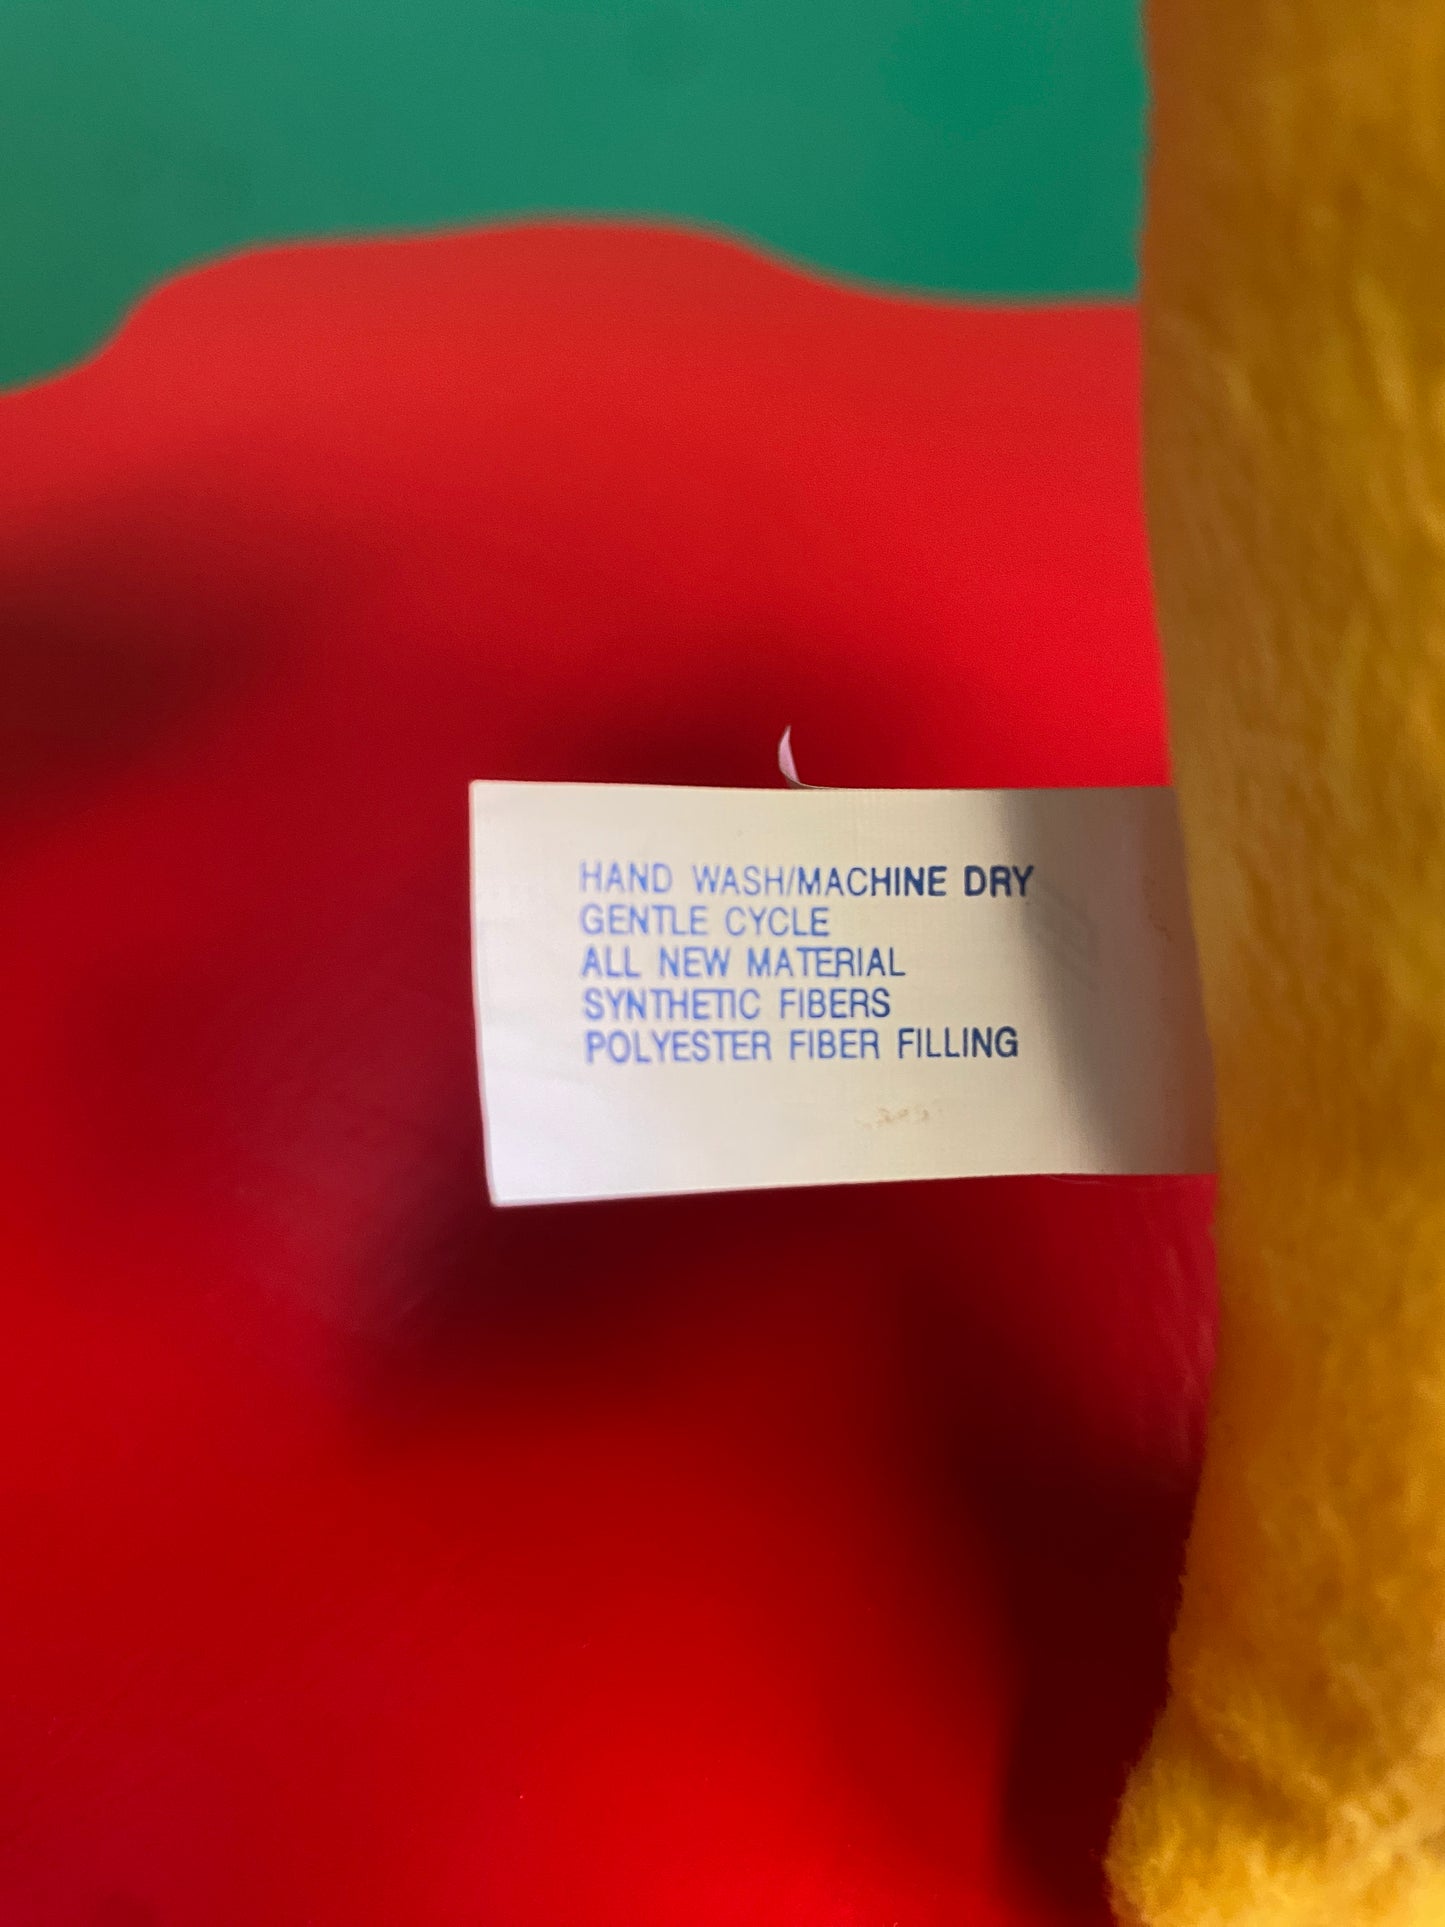 HAND WASH/MACHINE DRY
GENTLE CYCLE
ALL NEW MATERIAL
SYNTHETIC FIBERS
POLYESTER FIBER FILLING